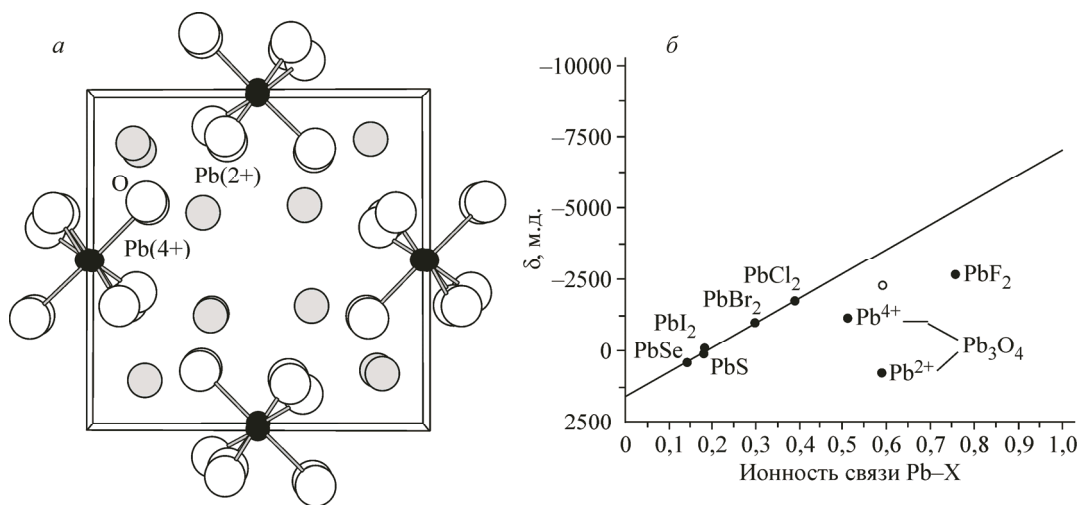 а
O
Pb(2+)
Pb(4+)
б
δ, м.д.
–10000
–7500
–5000
–2500
0
2500
PbCl₂
PbBr₂
PbI₂
PbSe
PbS
PbF₂
Pb⁴⁺
Pb₃O₄
Pb²⁺
0 0,1 0,2 0,3 0,4 0,5 0,6 0,7 0,8 0,9 1,0
Ионность связи Pb–X